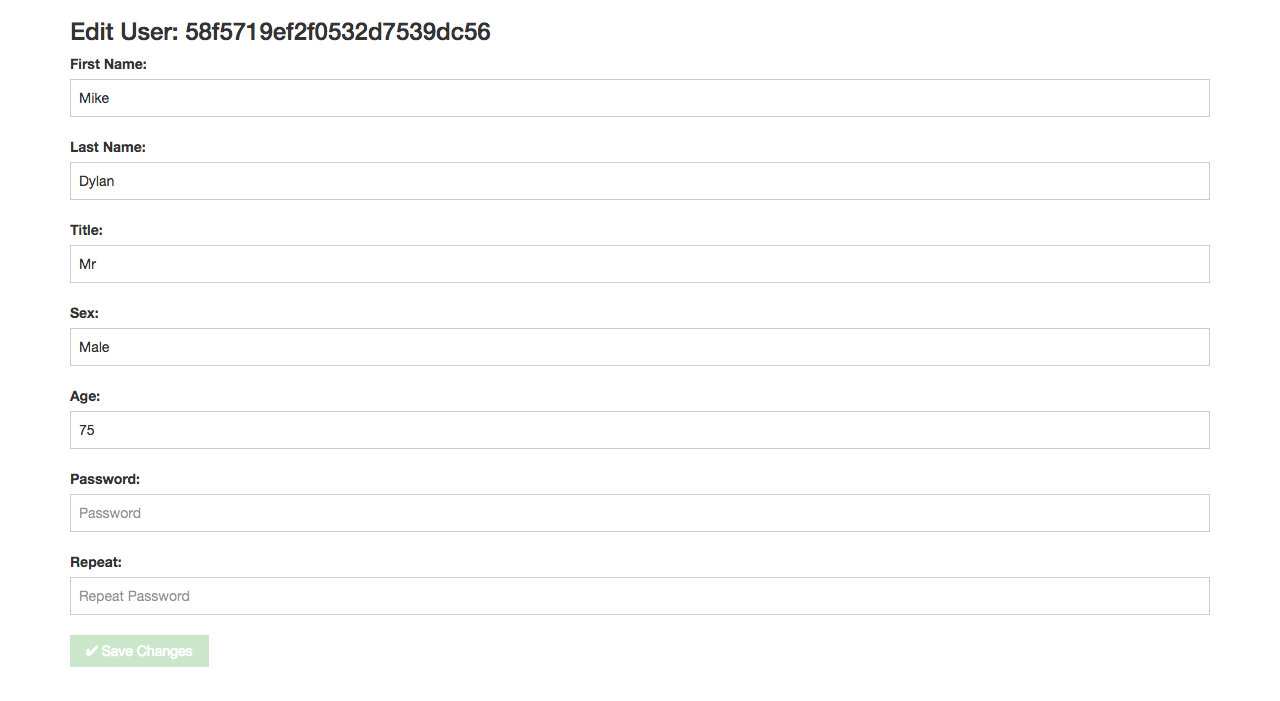 Edit User: 58f5719ef2f0532d7539dc56
First Name:
Mike
Last Name:
Dylan
Title:
Mr
Sex:
Male
Age:
75
Password:
Password
Repeat:
Repeat Password
✔ Save Changes